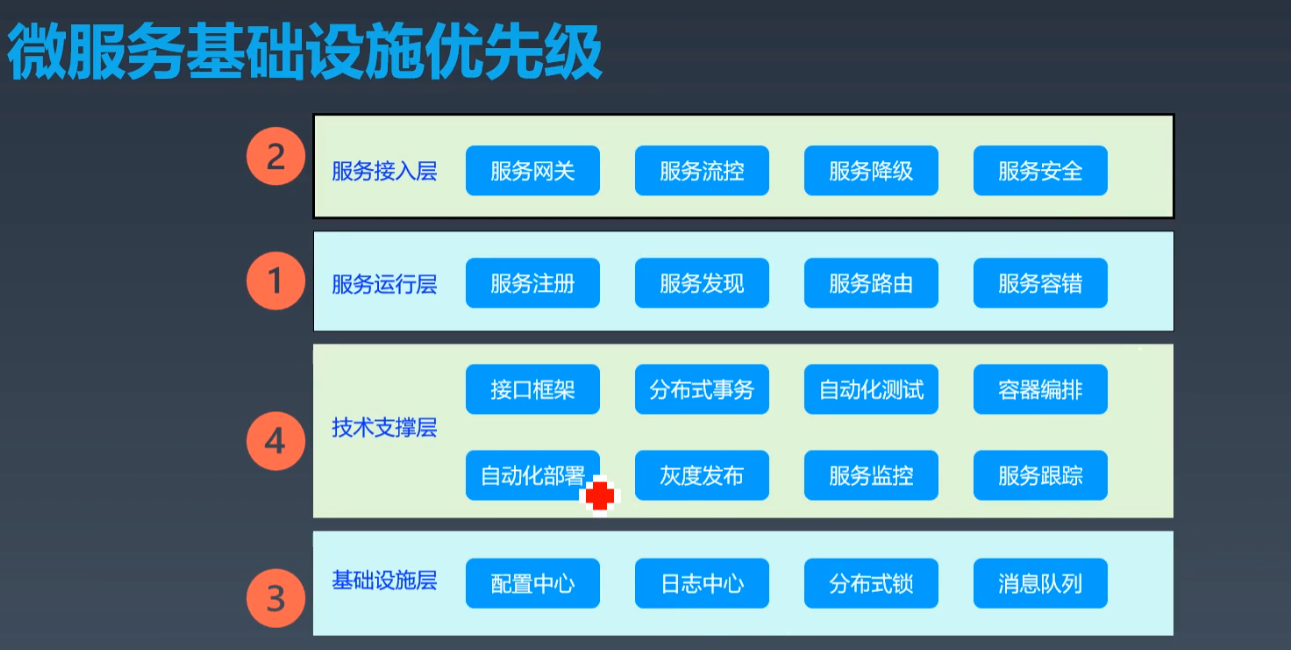 微服务基础设施优先级
2
服务接入层 服务网关 服务流控 服务降级 服务安全
1
服务运行层 服务注册 服务发现 服务路由 服务容错
4
技术支撑层
接口框架 分布式事务 自动化测试 容器编排
自动化部署 灰度发布 服务监控 服务跟踪
3
基础设施层 配置中心 日志中心 分布式锁 消息队列